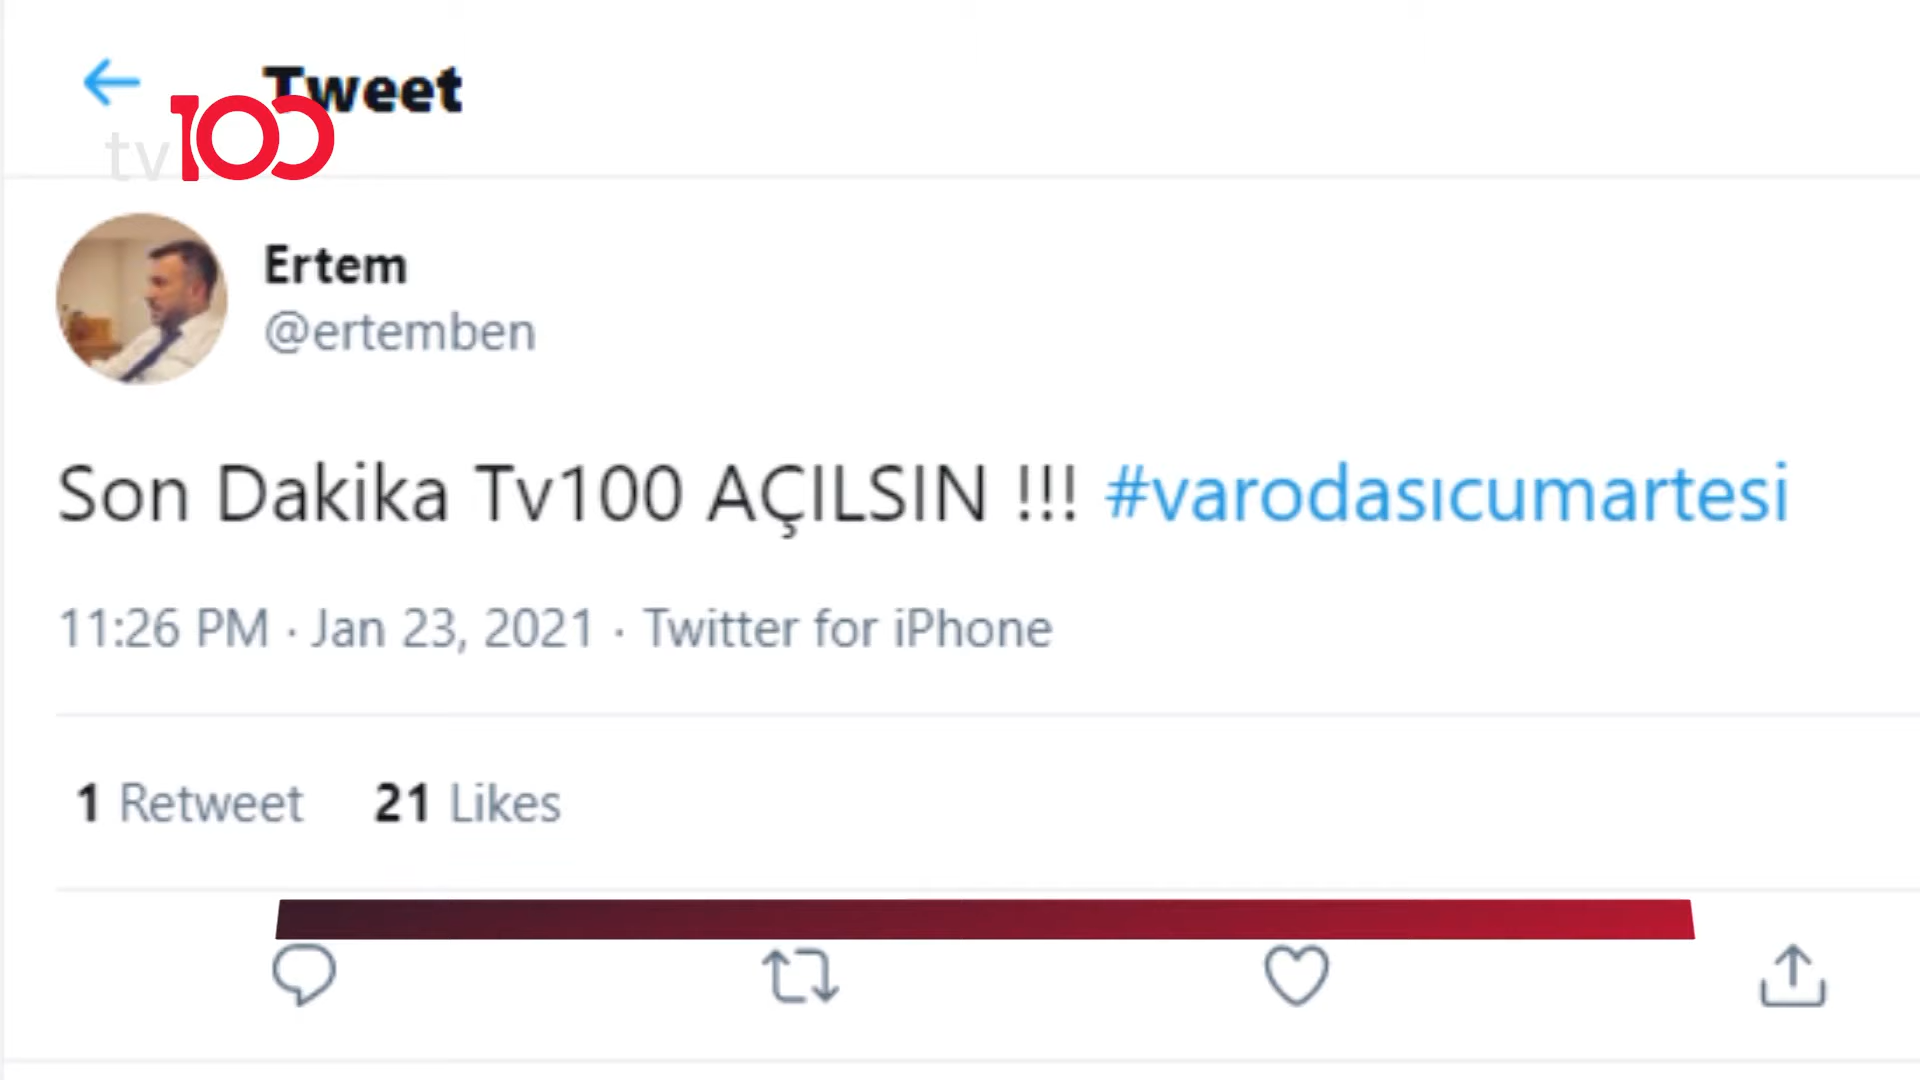 Tweet
tv100
Ertem
@ertemben
Son Dakika Tv100 AÇILSIN !!! #varodasıcumartesi
11:26 PM · Jan 23, 2021 · Twitter for iPhone
1 Retweet 21 Likes